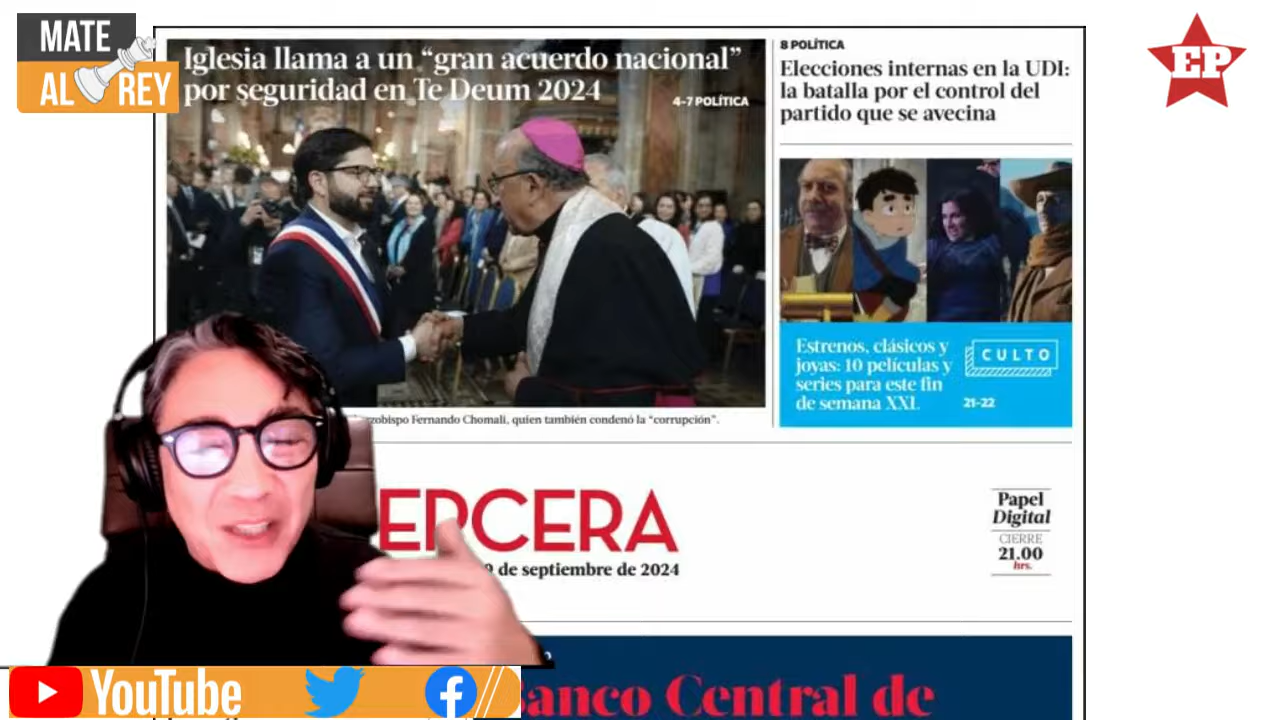 MATE
AL REY
Iglesia llama a un “gran acuerdo nacional”
por seguridad en Te Deum 2024
4-7 POLÍTICA
8 POLÍTICA
Elecciones internas en la UDI:
la batalla por el control del
partido que se avecina
EP
Estrenos, clásicos y
joyas: 10 películas y
series para este fin
de semana XXL
CULTO
21-22
Fernando Chomali, quien también condenó la “corrupción”.
ERCERA
de septiembre de 2024
Papel
Digital
CIERRE
21.00
hrs.
YouTube
Central de